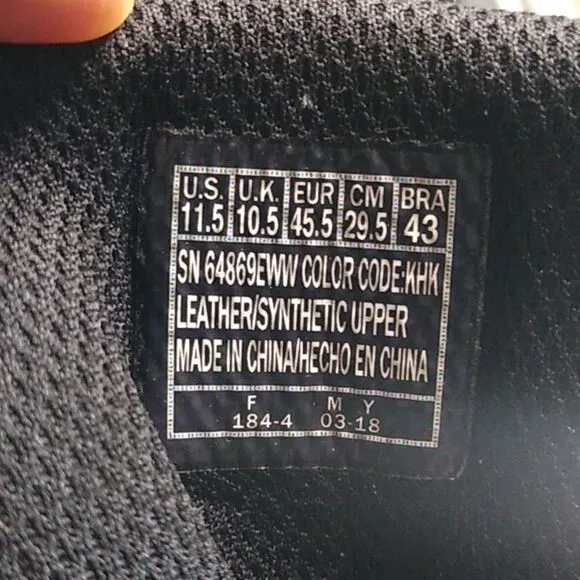 U.S. U.K. EUR CM BRA
11.5 10.5 45.5 29.5 43
SN 64869EWW COLOR CODE:KHK
LEATHER/SYNTHETIC UPPER
MADE IN CHINA/HECHO EN CHINA
F M Y
184-4 03-18